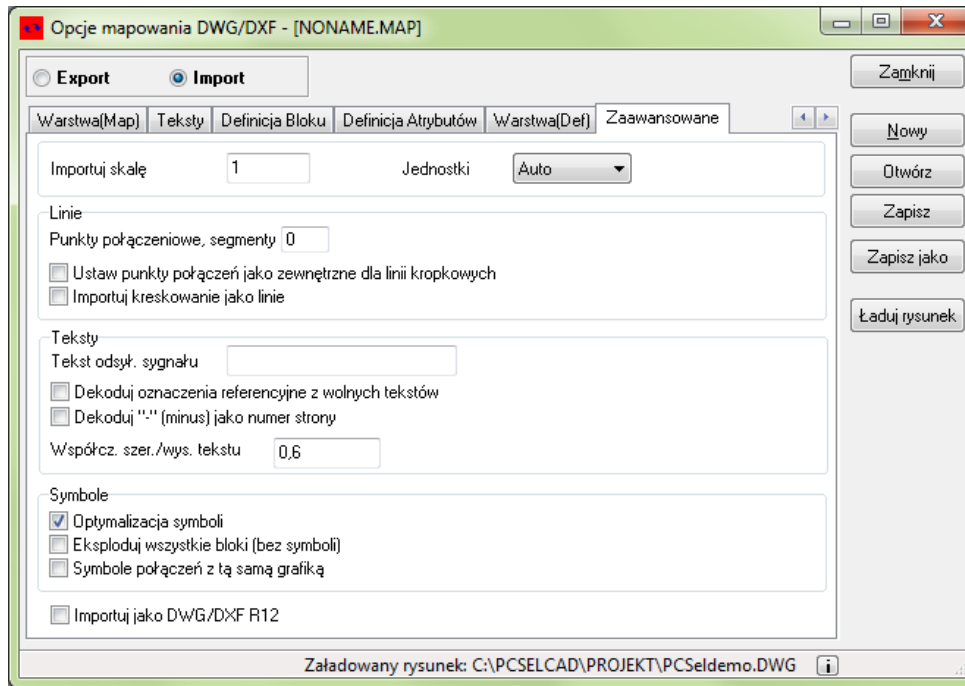 Opcje mapowania DWG/DXF - [NONAME.MAP]
Export Import
Zamknij
Warstwa(Map) Teksty Definicja Bloku Definicja Atrybutów Warstwa(Def) Zaawansowane
Nowy
Importuj skalę 1 Jednostki Auto
Otwórz
Linie
Zapisz
Punkty połączeniowe, segmenty 0
Zapisz jako
Ustaw punkty połączeń jako zewnętrzne dla linii kropkowych
Importuj kreskowanie jako linie
Ładuj rysunek
Teksty
Tekst odsył. sygnału
Dekoduj oznaczenia referencyjne z wolnych tekstów
Dekoduj "-" (minus) jako numer strony
Współcz. szer./wys. tekstu 0,6
Symbole
Optymalizacja symboli
Eksploduj wszystkie bloki (bez symboli)
Symbole połączeń z tą samą grafiką
Importuj jako DWG/DXF R12
Załadowany rysunek: C:\PCSELCAD\PROJEKT\PCSeldemo.DWG i